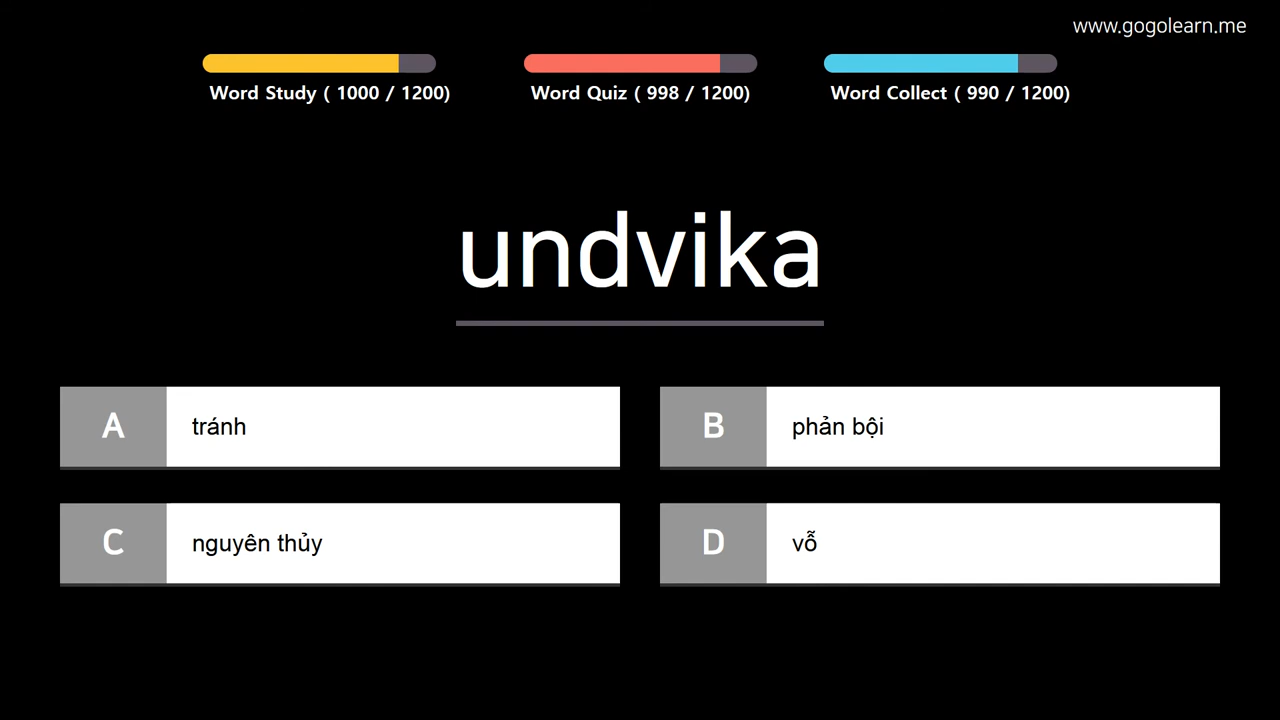 www.gogolearn.me
Word Study ( 1000 / 1200)
Word Quiz ( 998 / 1200)
Word Collect ( 990 / 1200)
undvika
A
tránh
B
phản bội
C
nguyên thủy
D
vỗ